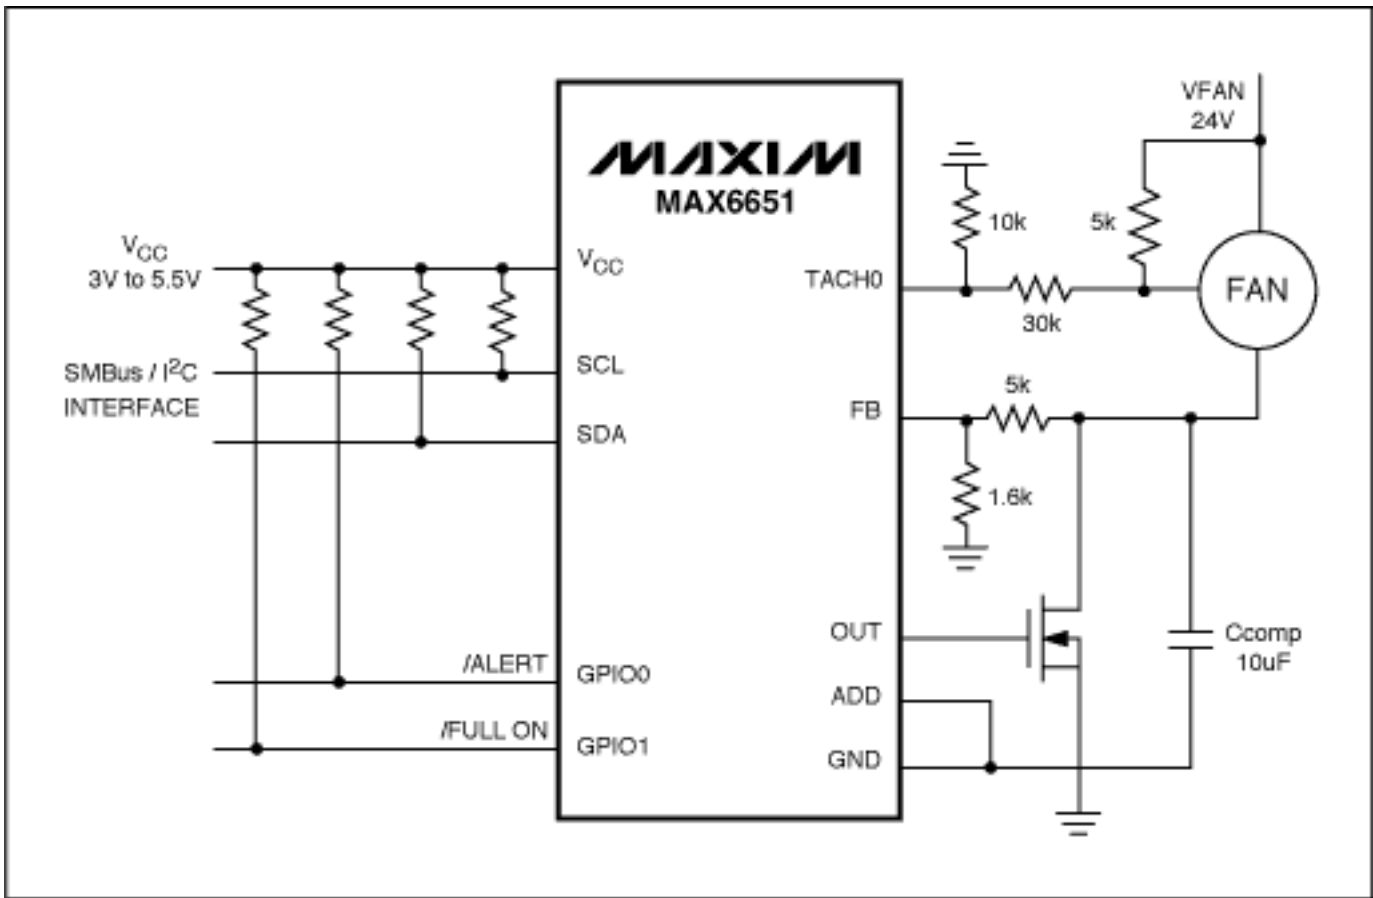 MAXIM
MAX6651
VCC
3V to 5.5V
SMBus / I²C
INTERFACE
/ALERT
/FULL ON
VCC
SCL
SDA
GPIO0
GPIO1
TACH0
FB
OUT
ADD
GND
10k
30k
5k
VFAN
24V
FAN
5k
1.6k
Ccomp
10uF